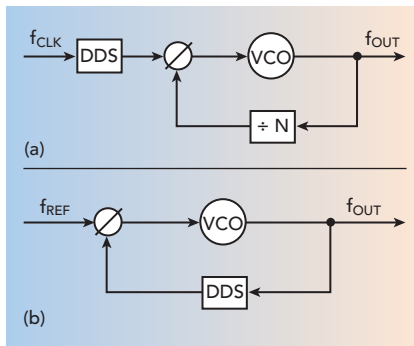 fCLK DDS VCO fOUT
÷ N
(a)
fREF VCO fOUT
DDS
(b)